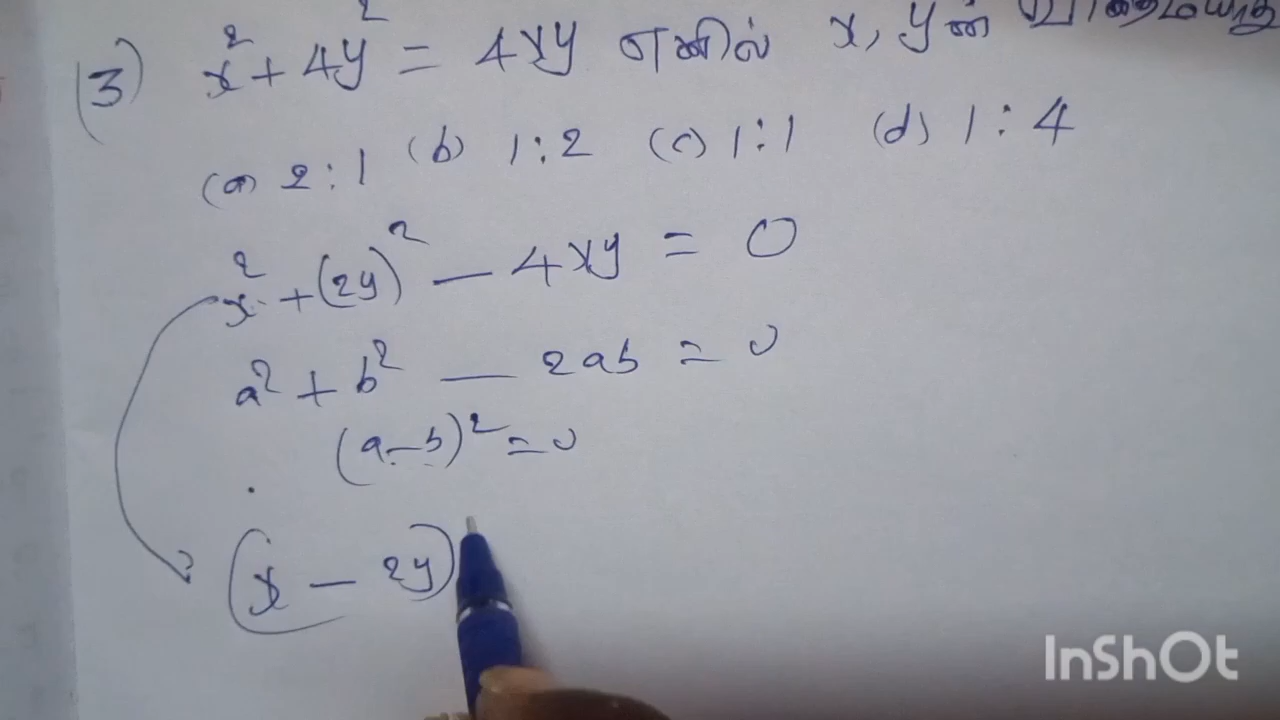 (3) x² + 4y² = 4xy எனில் x, y ன்
(a) 2 : 1 (b) 1 : 2 (c) 1 : 1 (d) 1 : 4
x² + (2y)² - 4xy = 0
a² + b² - 2ab = 0
(a - b)² = 0
(x - 2y)
InShOt